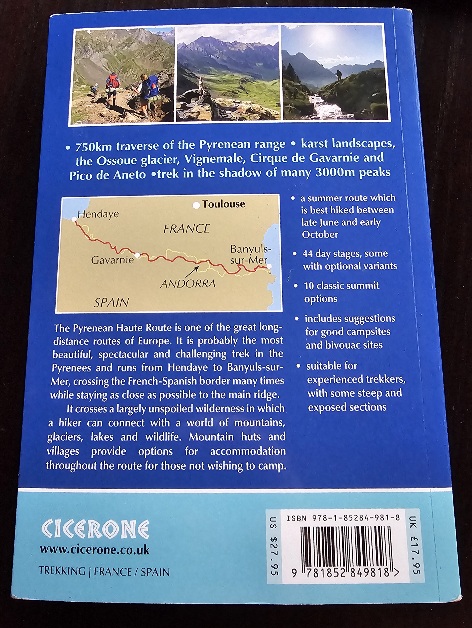 • 750km traverse of the Pyrenean range • karst landscapes,
the Ossoue glacier, Vignemale, Cirque de Gavarnie and
Pico de Aneto •trek in the shadow of many 3000m peaks
Toulouse
Hendaye
FRANCE
Gavarnie
Banyuls-
sur-Mer
ANDORRA
SPAIN
• a summer route which
is best hiked between
late June and early
October
• 44 day stages, some
with optional variants
• 10 classic summit
options
• includes suggestions
for good campsites
and bivouac sites
• suitable for
experienced trekkers,
with some steep and
exposed sections
The Pyrenean Haute Route is one of the great long-
distance routes of Europe. It is probably the most
beautiful, spectacular and challenging trek in the
Pyrenees and runs from Hendaye to Banyuls-sur-
Mer, crossing the French-Spanish border many times
while staying as close as possible to the main ridge.
It crosses a largely unspoiled wilderness in which
a hiker can connect with a world of mountains,
glaciers, lakes and wildlife. Mountain huts and
villages provide options for accommodation
throughout the route for those not wishing to camp.
CICERONE
www.cicerone.co.uk
TREKKING | FRANCE / SPAIN
US $27.95
ISBN 978-1-85284-981-8
9 781852 849818 >
UK £17.95